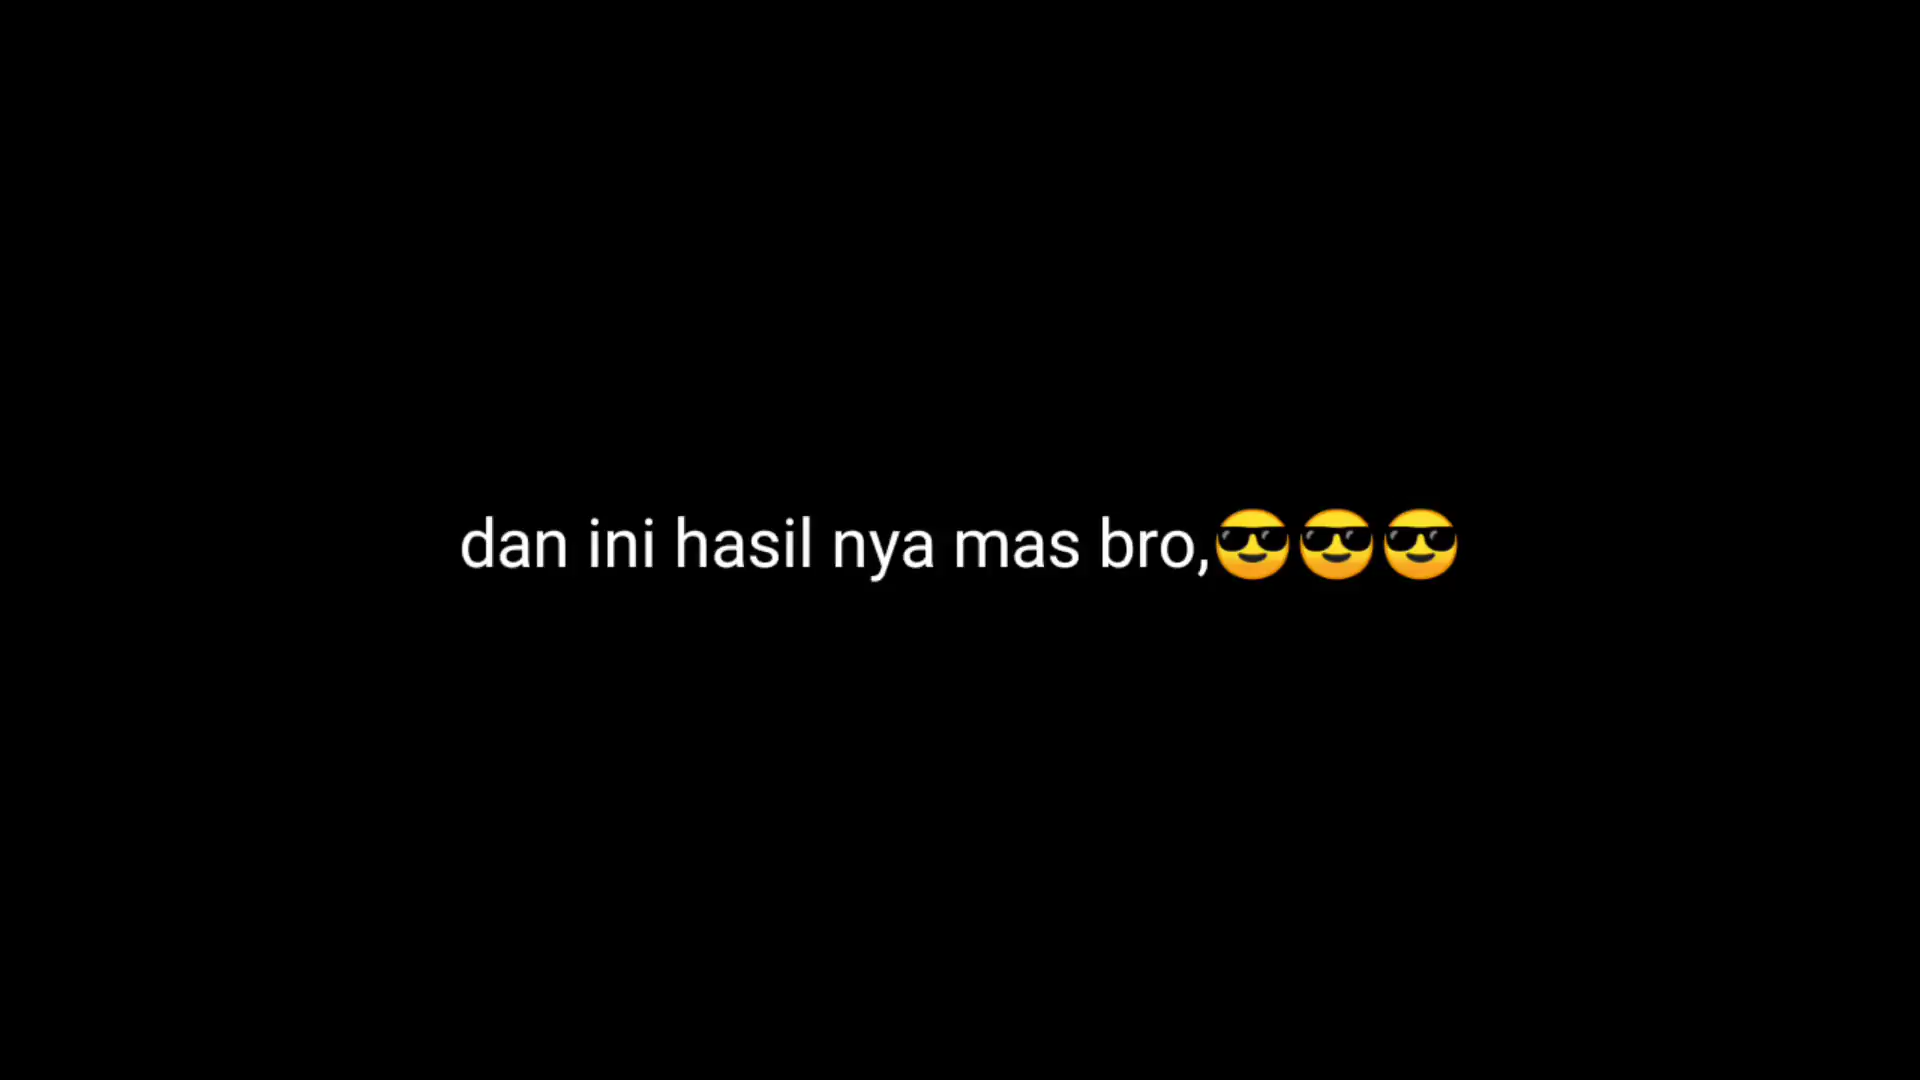 dan ini hasil nya mas bro,😎😎😎